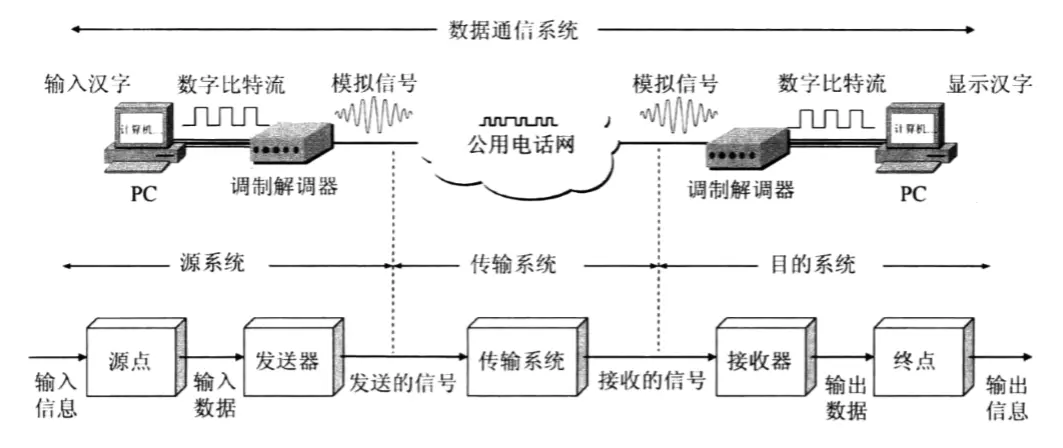 数据通信系统
输入汉字 数字比特流 模拟信号 模拟信号 数字比特流 显示汉字
计算机... 公用电话网 计算机...
PC 调制解调器 调制解调器 PC
源系统 传输系统 目的系统
源点 发送器 传输系统 接收器 终点
输入 输入 发送的信号 接收的信号 输出 输出
信息 数据 数据 信息